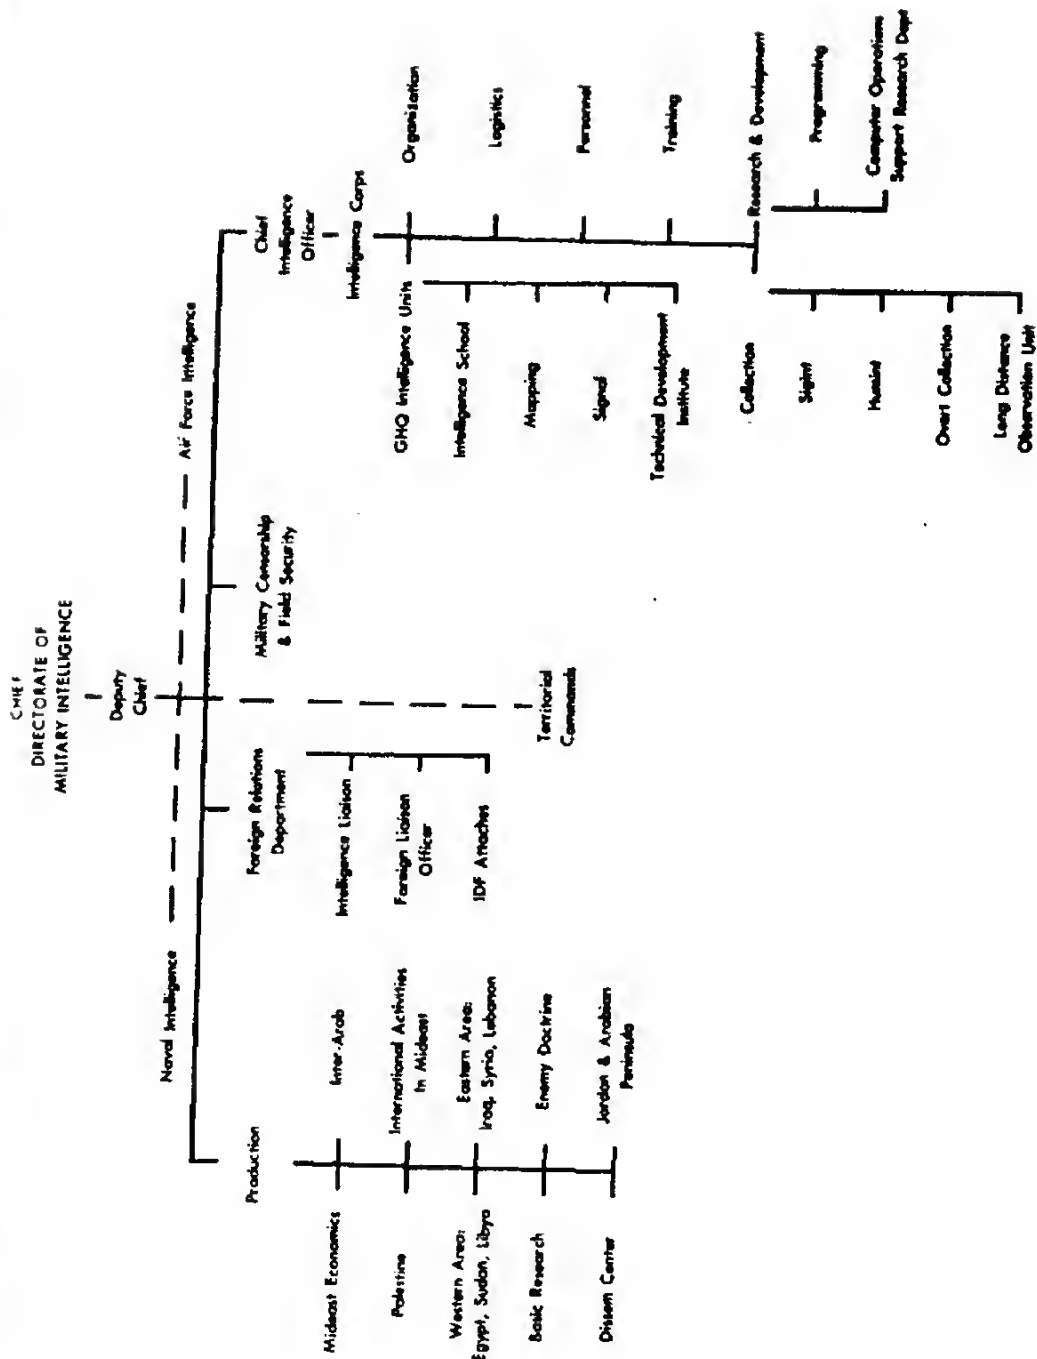 CHIEF
DIRECTORATE OF
MILITARY INTELLIGENCE
Deputy
Chief
Naval Intelligence
Air Force Intelligence
Production
Mideast Economics
Inter-Arab
Palestine
International Activities
in Mideast
Western Area:
Egypt, Sudan, Libya
Eastern Area:
Iraq, Syria, Lebanon
Basic Research
Enemy Doctrine
Dissem Center
Jordan & Arabian
Peninsula
Foreign Relations
Department
Intelligence Liaison
Foreign Liaison
Officer
IDF Attaches
Territorial
Commands
Military Censorship
& Field Security
Chief
Intelligence
Officer
Intelligence Corps
GHQ Intelligence Units
Organization
Intelligence School
Logistics
Mapping
Personnel
Signal
Training
Technical Development
Institute
Collection
Research & Development
Sigint
Programming
Humint
Computer Operations
Support Research Dept
Overt Collection
Long Distance
Observation Unit